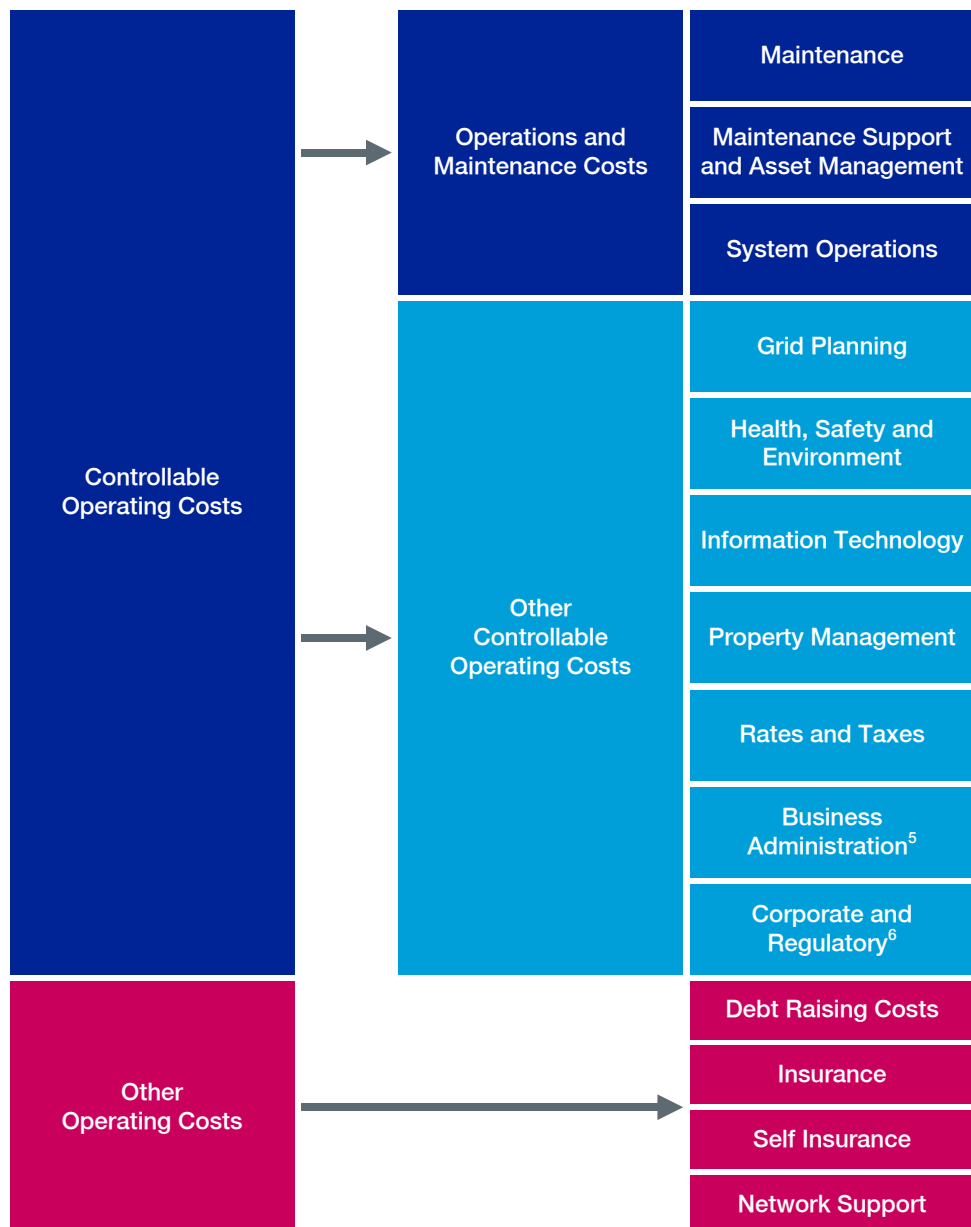 Controllable
Operating Costs
Operations and
Maintenance Costs
Maintenance
Maintenance Support
and Asset Management
System Operations
Other
Controllable
Operating Costs
Grid Planning
Health, Safety and
Environment
Information Technology
Property Management
Rates and Taxes
Business
Administration⁵
Corporate and
Regulatory⁶
Other
Operating Costs
Debt Raising Costs
Insurance
Self Insurance
Network Support